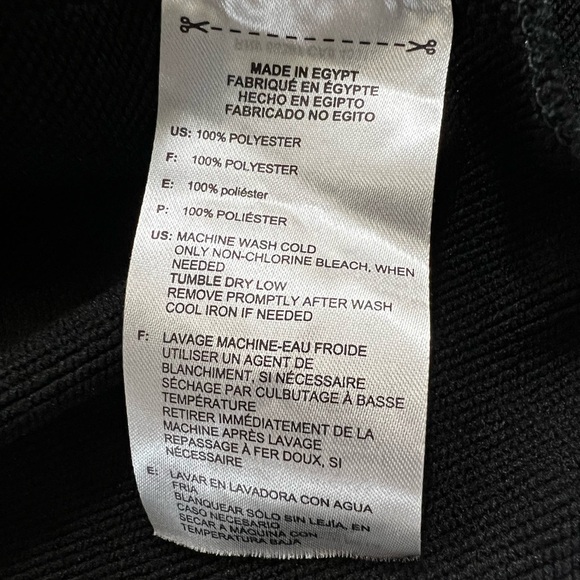 MADE IN EGYPT
FABRIQUÉ EN ÉGYPTE
HECHO EN EGIPTO
FABRICADO NO EGITO
US: 100% POLYESTER
F: 100% POLYESTER
E: 100% poliéster
P: 100% POLIÉSTER
US: MACHINE WASH COLD
ONLY NON-CHLORINE BLEACH, WHEN
NEEDED
TUMBLE DRY LOW
REMOVE PROMPTLY AFTER WASH
COOL IRON IF NEEDED
F: LAVAGE MACHINE-EAU FROIDE
UTILISER UN AGENT DE
BLANCHIMENT, SI NÉCESSAIRE
SÉCHAGE PAR CULBUTAGE À BASSE
TEMPÉRATURE
RETIRER IMMÉDIATEMENT DE LA
MACHINE APRÈS LAVAGE
REPASSAGE À FER DOUX, SI
NÉCESSAIRE
E: LAVAR EN LAVADORA CON AGUA
FRIA
BLANQUEAR SÓLO SIN LEJÍA, EN
CASO NECESARIO
SECAR A MÁQUINA CON
TEMPERATURA BAJA